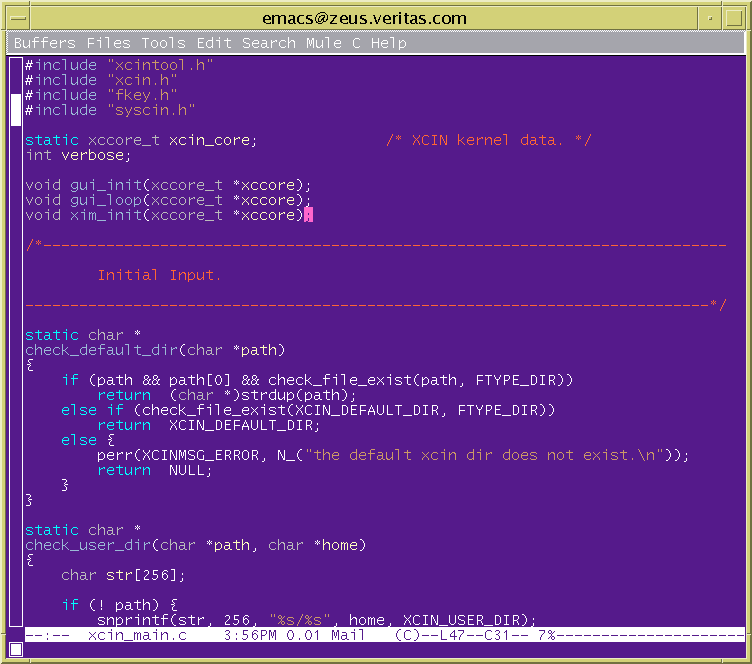 emacs@zeus.veritas.com
Buffers Files Tools Edit Search Mule C Help
#include "xcintool.h"
#include "xcin.h"
#include "fkey.h"
#include "syscin.h"
static xccore_t xcin_core;              /* XCIN kernel data. */
int verbose;
void gui_init(xccore_t *xccore);
void gui_loop(xccore_t *xccore);
void xim_init(xccore_t *xccore);
/*----------------------------------------------------------------------------
        Initial Input.
----------------------------------------------------------------------------*/
static char *
check_default_dir(char *path)
{
    if (path && path[0] && check_file_exist(path, FTYPE_DIR))
        return  (char *)strdup(path);
    else if (check_file_exist(XCIN_DEFAULT_DIR, FTYPE_DIR))
        return  XCIN_DEFAULT_DIR;
    else {
        perr(XCINMSG_ERROR, N_("the default xcin dir does not exist.\n"));
        return  NULL;
    }
}
static char *
check_user_dir(char *path, char *home)
{
    char str[256];
    if (! path) {
        snprintf(str, 256, "%s/%s", home, XCIN_USER_DIR);
--:--  xcin_main.c    3:56PM 0.01 Mail   (C)--L47--C31-- 7%---------------------